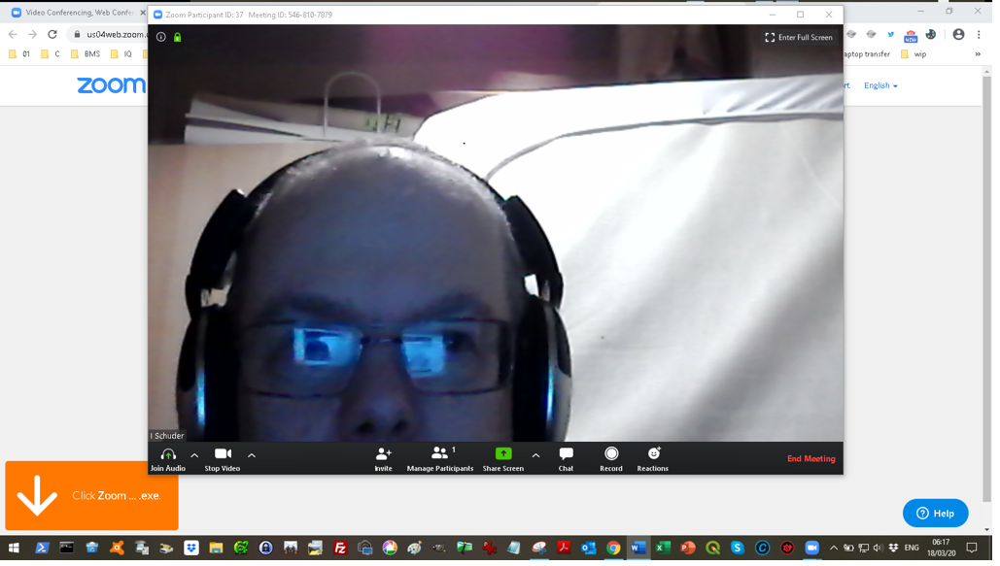 Video Conferencing, Web Confe
Zoom Participant ID: 37 Meeting ID: 546-810-7879
us04web.zoom.
01
C
BMS
IQ
aptop transfer
wip
zoom
English
Enter Full Screen
I Schuder
Join Audio
Stop Video
Invite
Manage Participants
1
Share Screen
Chat
Record
Reactions
End Meeting
Click Zoom ... .exe.
Help
ENG
06:17
18/03/20